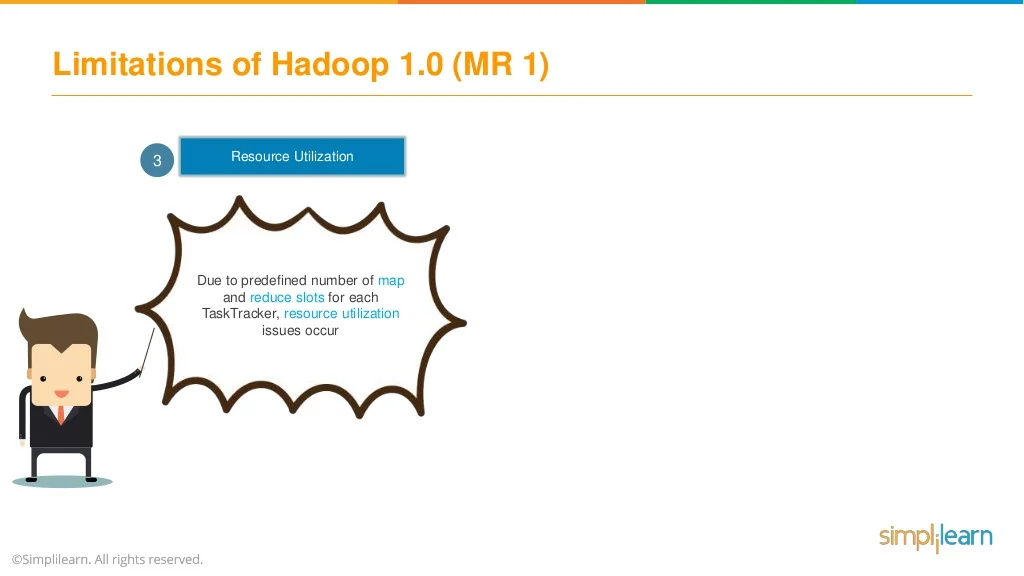 Limitations of Hadoop 1.0 (MR 1)
3
Resource Utilization
Due to predefined number of map
and reduce slots for each
TaskTracker, resource utilization
issues occur
simplilearn
©Simplilearn. All rights reserved.